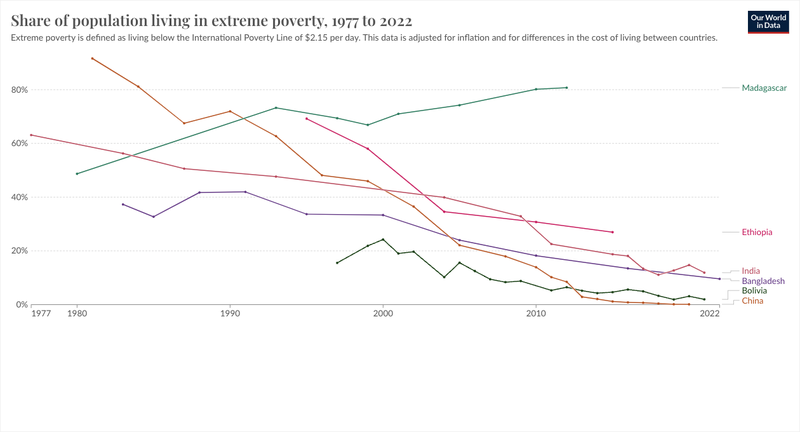 Share of population living in extreme poverty, 1977 to 2022
Our World
in Data
Extreme poverty is defined as living below the International Poverty Line of $2.15 per day. This data is adjusted for inflation and for differences in the cost of living between countries.
80%
60%
40%
20%
0%
Madagascar
Ethiopia
India
Bangladesh
Bolivia
China
1977
1980
1990
2000
2010
2022